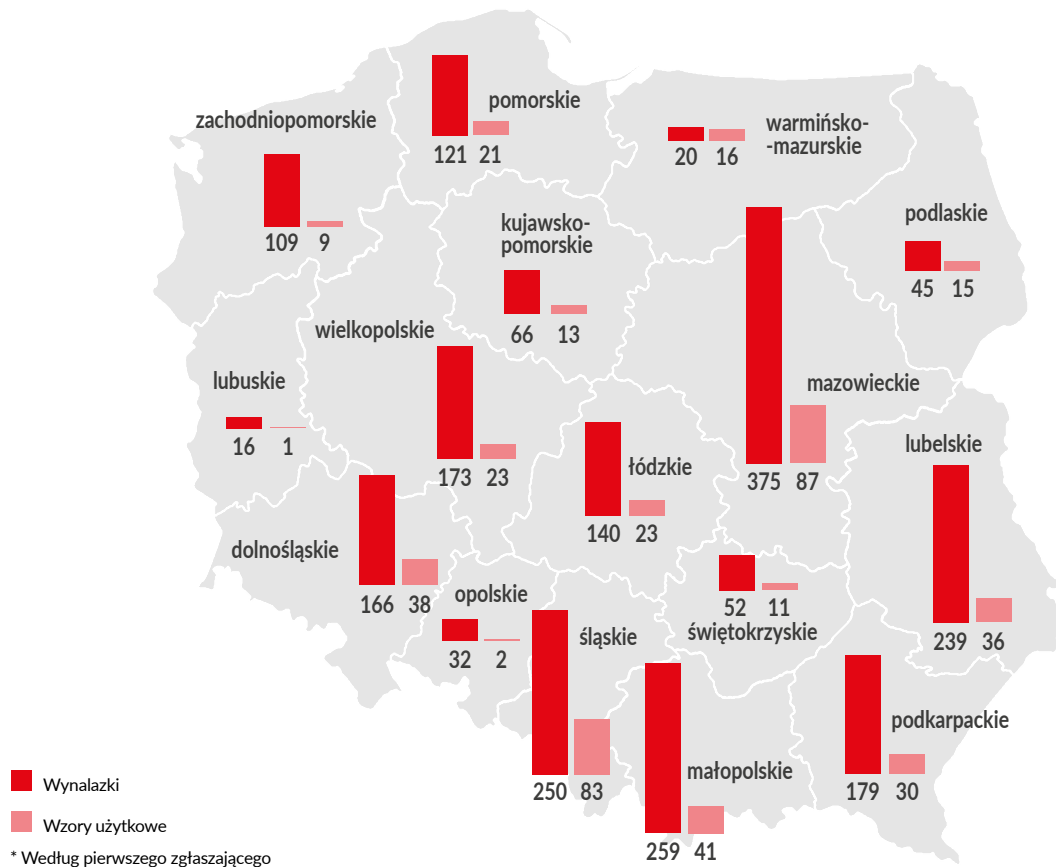 pomorskie
121 21
zachodniopomorskie
109 9
warmińsko-
-mazurskie
20 16
podlaskie
45 15
kujawsko-
pomorskie
66 13
wielkopolskie
173 23
lubuskie
16 1
mazowieckie
375 87
łódzkie
140 23
lubelskie
239 36
dolnośląskie
166 38
opolskie
32 2
śląskie
250 83
52 11
świętokrzyskie
małopolskie
259 41
podkarpackie
179 30
Wynalazki
Wzory użytkowe
* Według pierwszego zgłaszającego